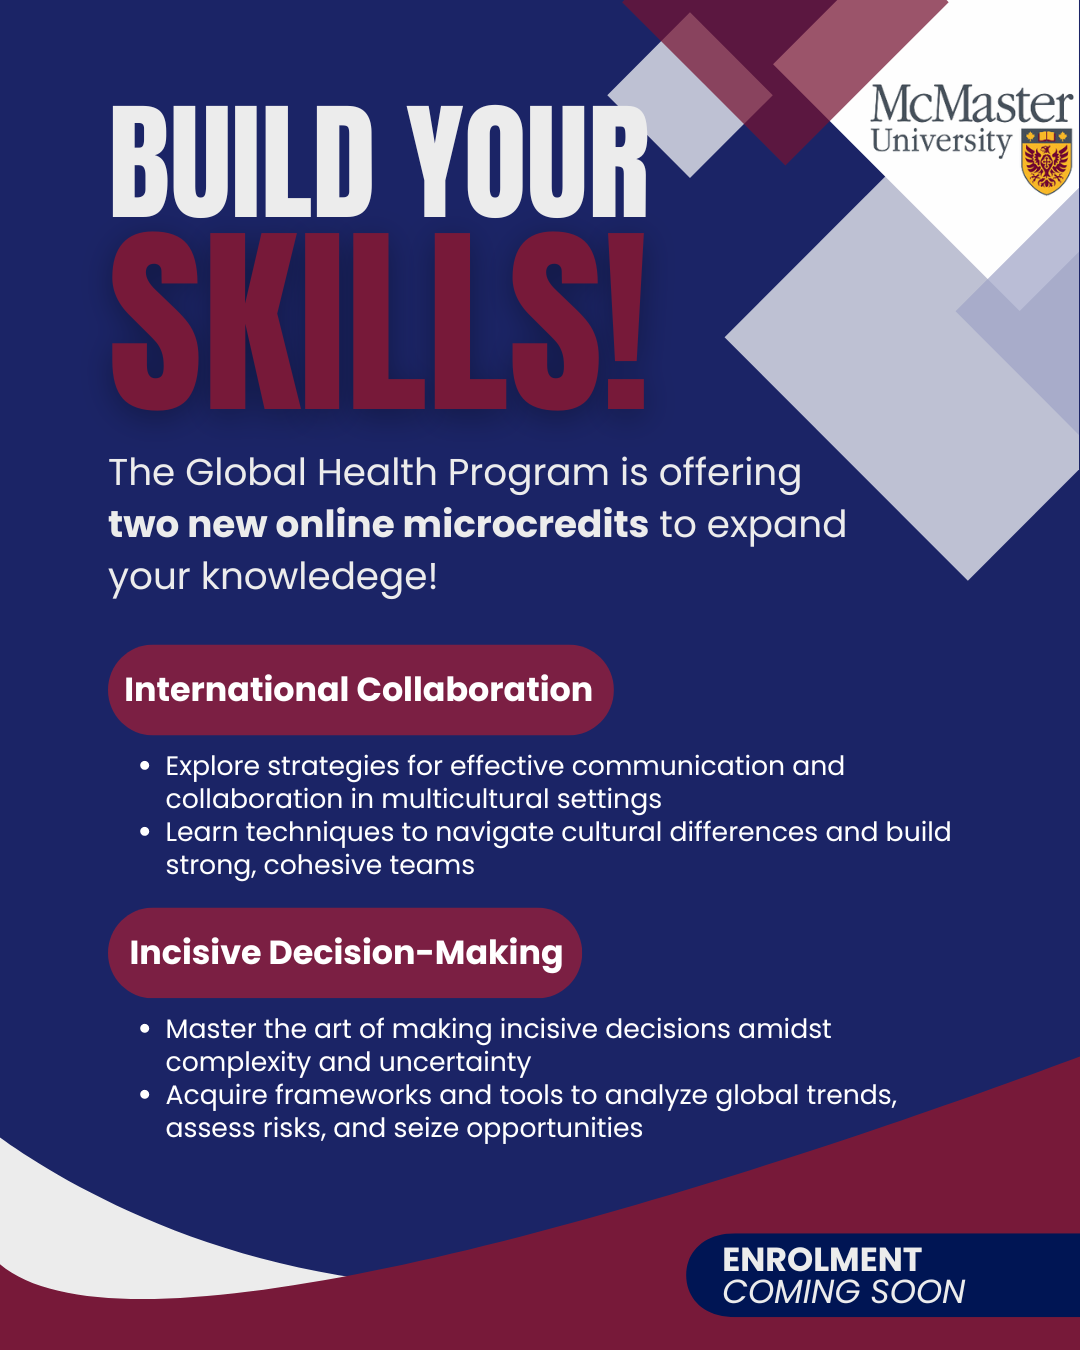 McMaster
University
BUILD YOUR
SKILLS!
The Global Health Program is offering
two new online microcredits to expand
your knowledege!
International Collaboration
• Explore strategies for effective communication and
collaboration in multicultural settings
• Learn techniques to navigate cultural differences and build
strong, cohesive teams
Incisive Decision-Making
• Master the art of making incisive decisions amidst
complexity and uncertainty
• Acquire frameworks and tools to analyze global trends,
assess risks, and seize opportunities
ENROLMENT
COMING SOON